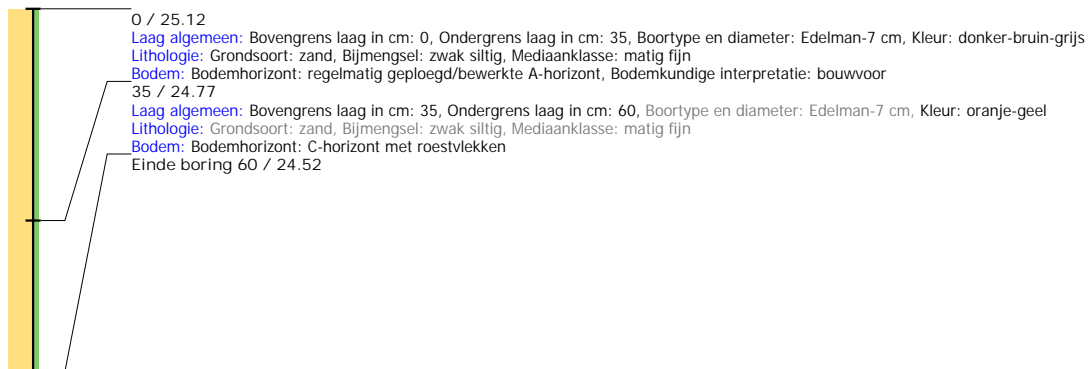 0 / 25.12
Laag algemeen: Bovengrens laag in cm: 0, Ondergrens laag in cm: 35, Boortype en diameter: Edelman-7 cm, Kleur: donker-bruin-grijs
Lithologie: Grondsoort: zand, Bijmengsel: zwak siltig, Mediaanklasse: matig fijn
Bodem: Bodemhorizont: regelmatig geploegd/bewerkte A-horizont, Bodemkundige interpretatie: bouwvoor
35 / 24.77
Laag algemeen: Bovengrens laag in cm: 35, Ondergrens laag in cm: 60, Boortype en diameter: Edelman-7 cm, Kleur: oranje-geel
Lithologie: Grondsoort: zand, Bijmengsel: zwak siltig, Mediaanklasse: matig fijn
Bodem: Bodemhorizont: C-horizont met roestvlekken
Einde boring 60 / 24.52